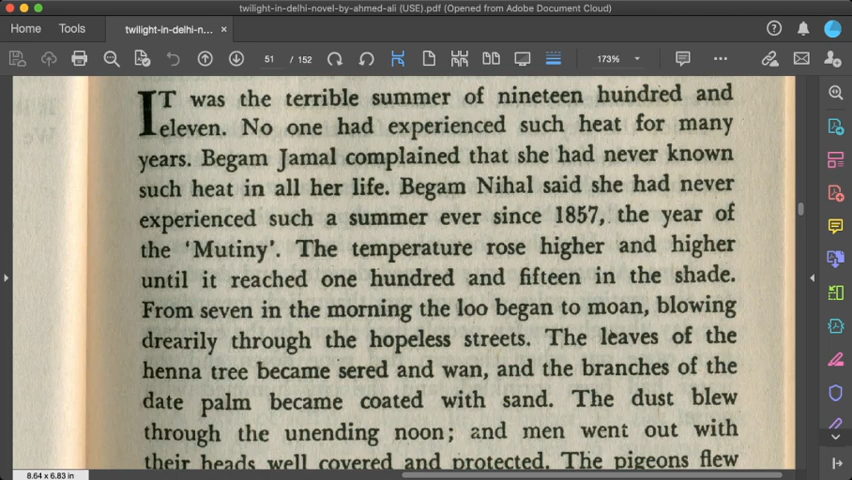 twilight-in-delhi-novel-by-ahmed-ali (USE).pdf (Opened from Adobe Document Cloud)
Home Tools twilight-in-delhi-n... ×
51 / 152 173%
IT was the terrible summer of nineteen hundred and
eleven. No one had experienced such heat for many
years. Begam Jamal complained that she had never known
such heat in all her life. Begam Nihal said she had never
experienced such a summer ever since 1857, the year of
the 'Mutiny'. The temperature rose higher and higher
until it reached one hundred and fifteen in the shade.
From seven in the morning the loo began to moan, blowing
drearily through the hopeless streets. The leaves of the
henna tree became sered and wan, and the branches of the
date palm became coated with sand. The dust blew
through the unending noon; and men went out with
their heads well covered and protected. The pigeons flew
8.64 x 6.83 in